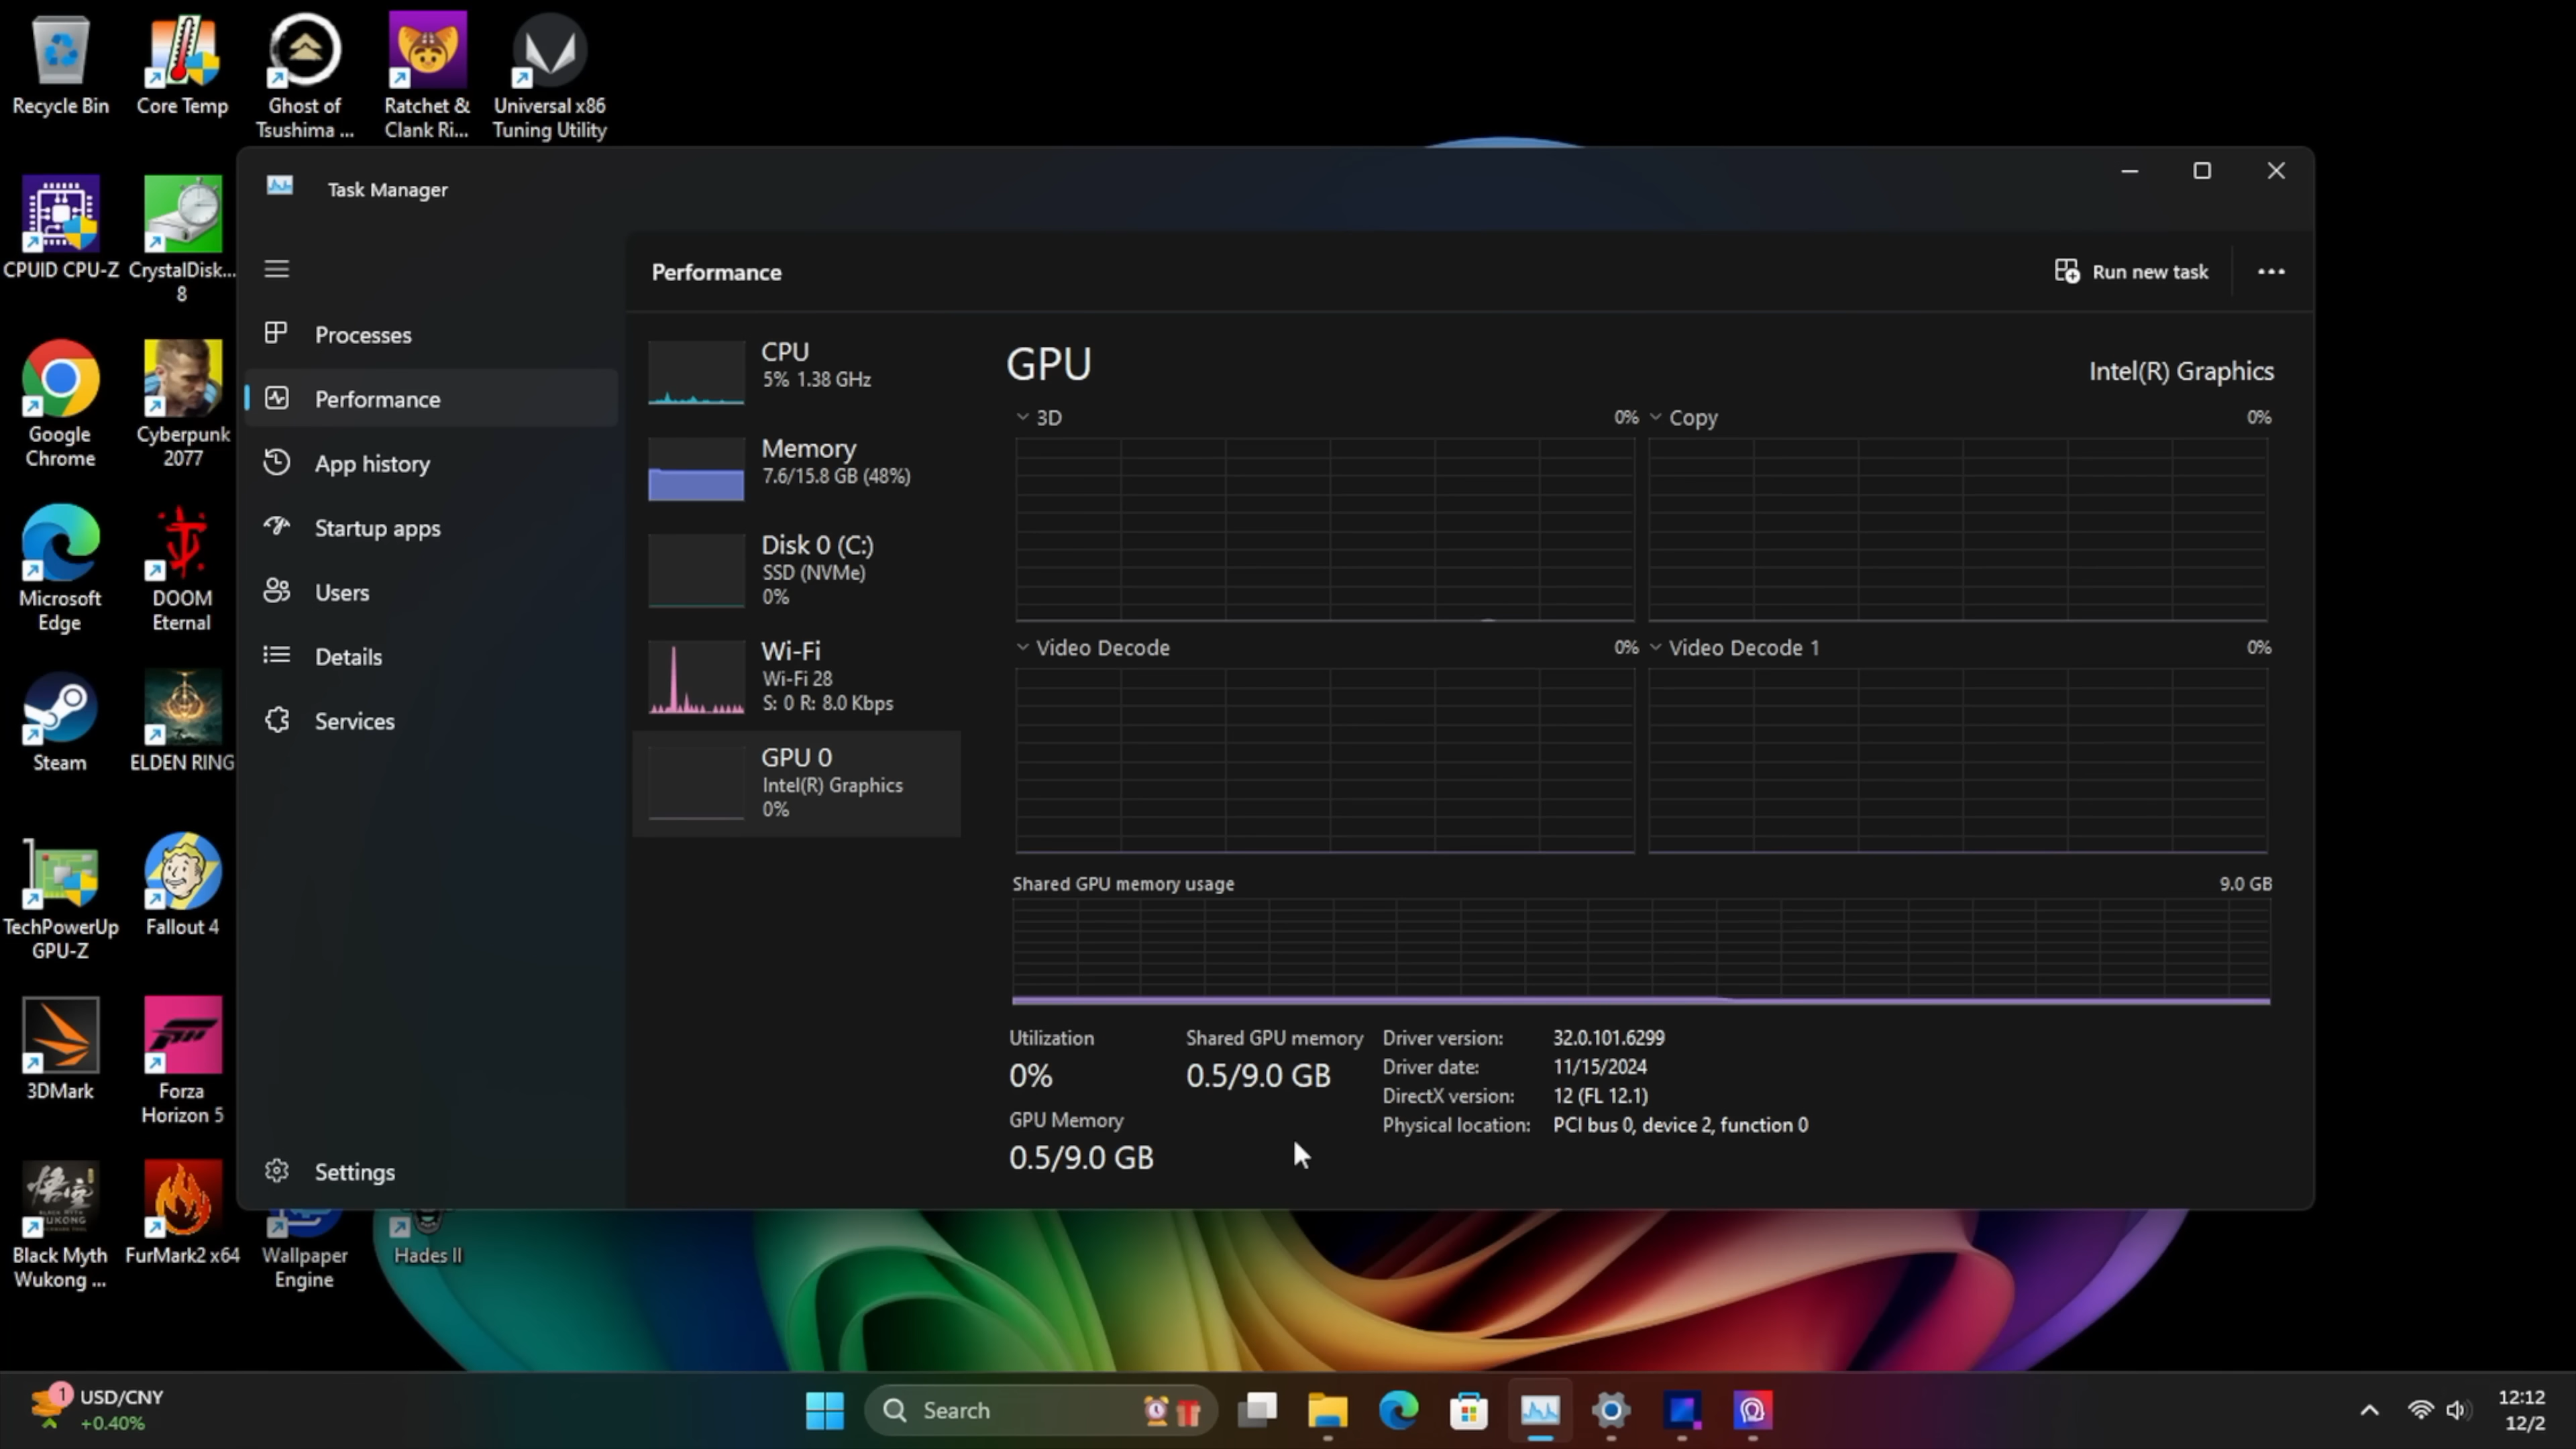 Recycle Bin
Core Temp
Ghost of
Tsushima ...
Ratchet &
Clank Ri...
Universal x86
Tuning Utility
CPUID CPU-Z
CrystalDisk...
8
Google
Chrome
Cyberpunk
2077
Microsoft
Edge
DOOM
Eternal
Steam
ELDEN RING
TechPowerUp
GPU-Z
Fallout 4
3DMark
Forza
Horizon 5
悟空
Black Myth
Wukong ...
FurMark2 x64
Wallpaper
Engine
Hades II
Task Manager
Processes
Performance
App history
Startup apps
Users
Details
Services
Settings
Performance
Run new task
CPU
5% 1.38 GHz
Memory
7.6/15.8 GB (48%)
Disk 0 (C:)
SSD (NVMe)
0%
Wi-Fi
Wi-Fi 28
S: 0 R: 8.0 Kbps
GPU 0
Intel(R) Graphics
0%
GPU
Intel(R) Graphics
3D 0%
Copy 0%
Video Decode 0%
Video Decode 1 0%
Shared GPU memory usage 9.0 GB
Utilization
0%
Shared GPU memory
0.5/9.0 GB
GPU Memory
0.5/9.0 GB
Driver version: 32.0.101.6299
Driver date: 11/15/2024
DirectX version: 12 (FL 12.1)
Physical location: PCI bus 0, device 2, function 0
1
USD/CNY
+0.40%
Search
12:12
12/2